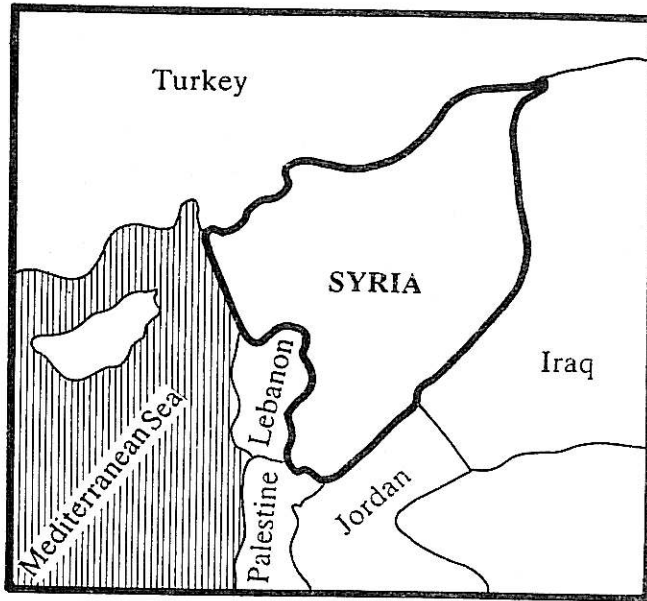 Turkey
SYRIA
Iraq
Lebanon
Mediterranean Sea
Palestine
Jordan